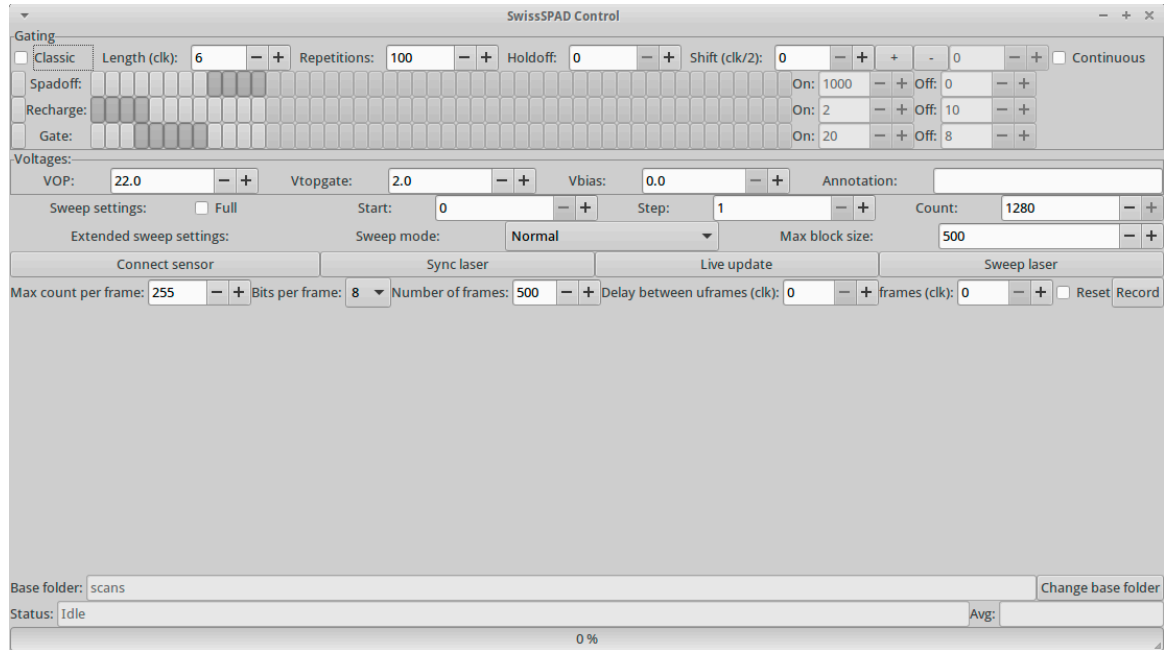 SwissSPAD Control
Gating
Classic Length (clk): 6 − + Repetitions: 100 − + Holdoff: 0 − + Shift (clk/2): 0 − + + - 0 − + Continuous
Spadoff: On: 1000 − + Off: 0 − +
Recharge: On: 2 − + Off: 10 − +
Gate: On: 20 − + Off: 8 − +
Voltages:
VOP: 22.0 − + Vtopgate: 2.0 − + Vbias: 0.0 − + Annotation:
Sweep settings: Full Start: 0 − + Step: 1 − + Count: 1280 − +
Extended sweep settings: Sweep mode: Normal Max block size: 500 − +
Connect sensor Sync laser Live update Sweep laser
Max count per frame: 255 − + Bits per frame: 8 Number of frames: 500 − + Delay between uframes (clk): 0 − + frames (clk): 0 − + Reset Record
Base folder: scans Change base folder
Status: Idle Avg:
0 %